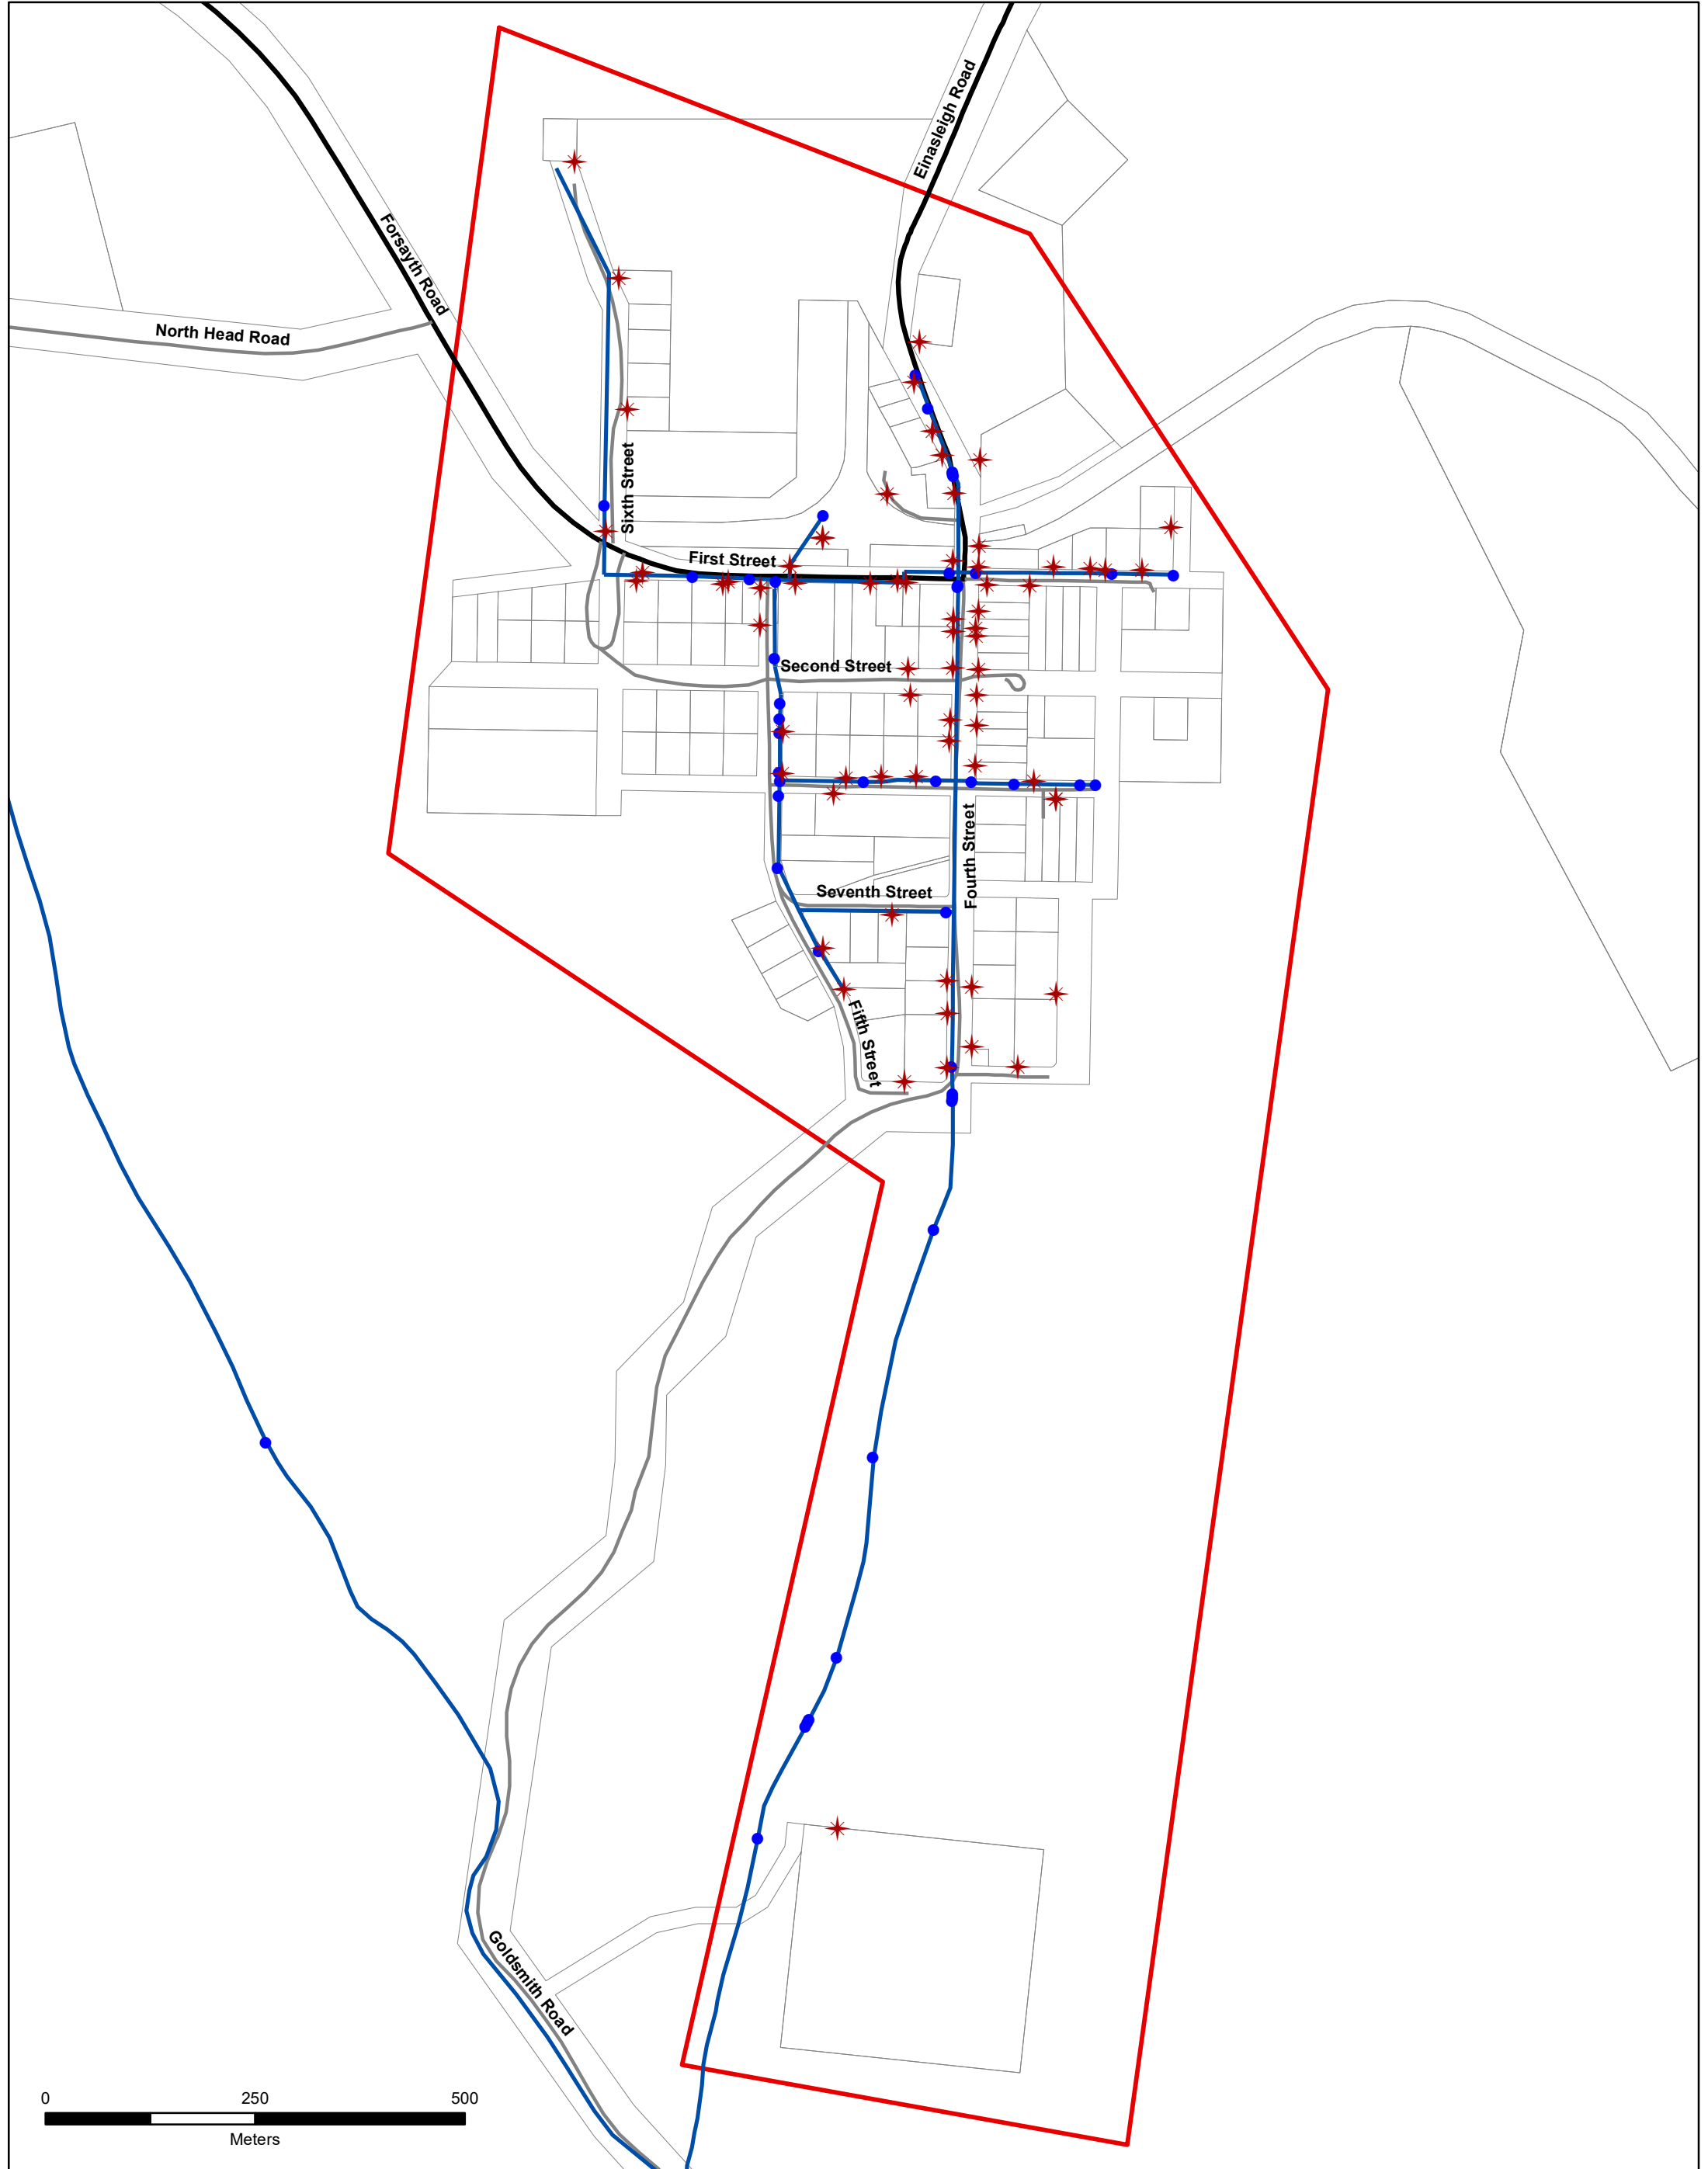 Einasleigh Road
Forsayth Road
North Head Road
Sixth Street
First Street
Second Street
Fourth Street
Seventh Street
Fifth Street
Goldsmith Road
0 250 500
Meters